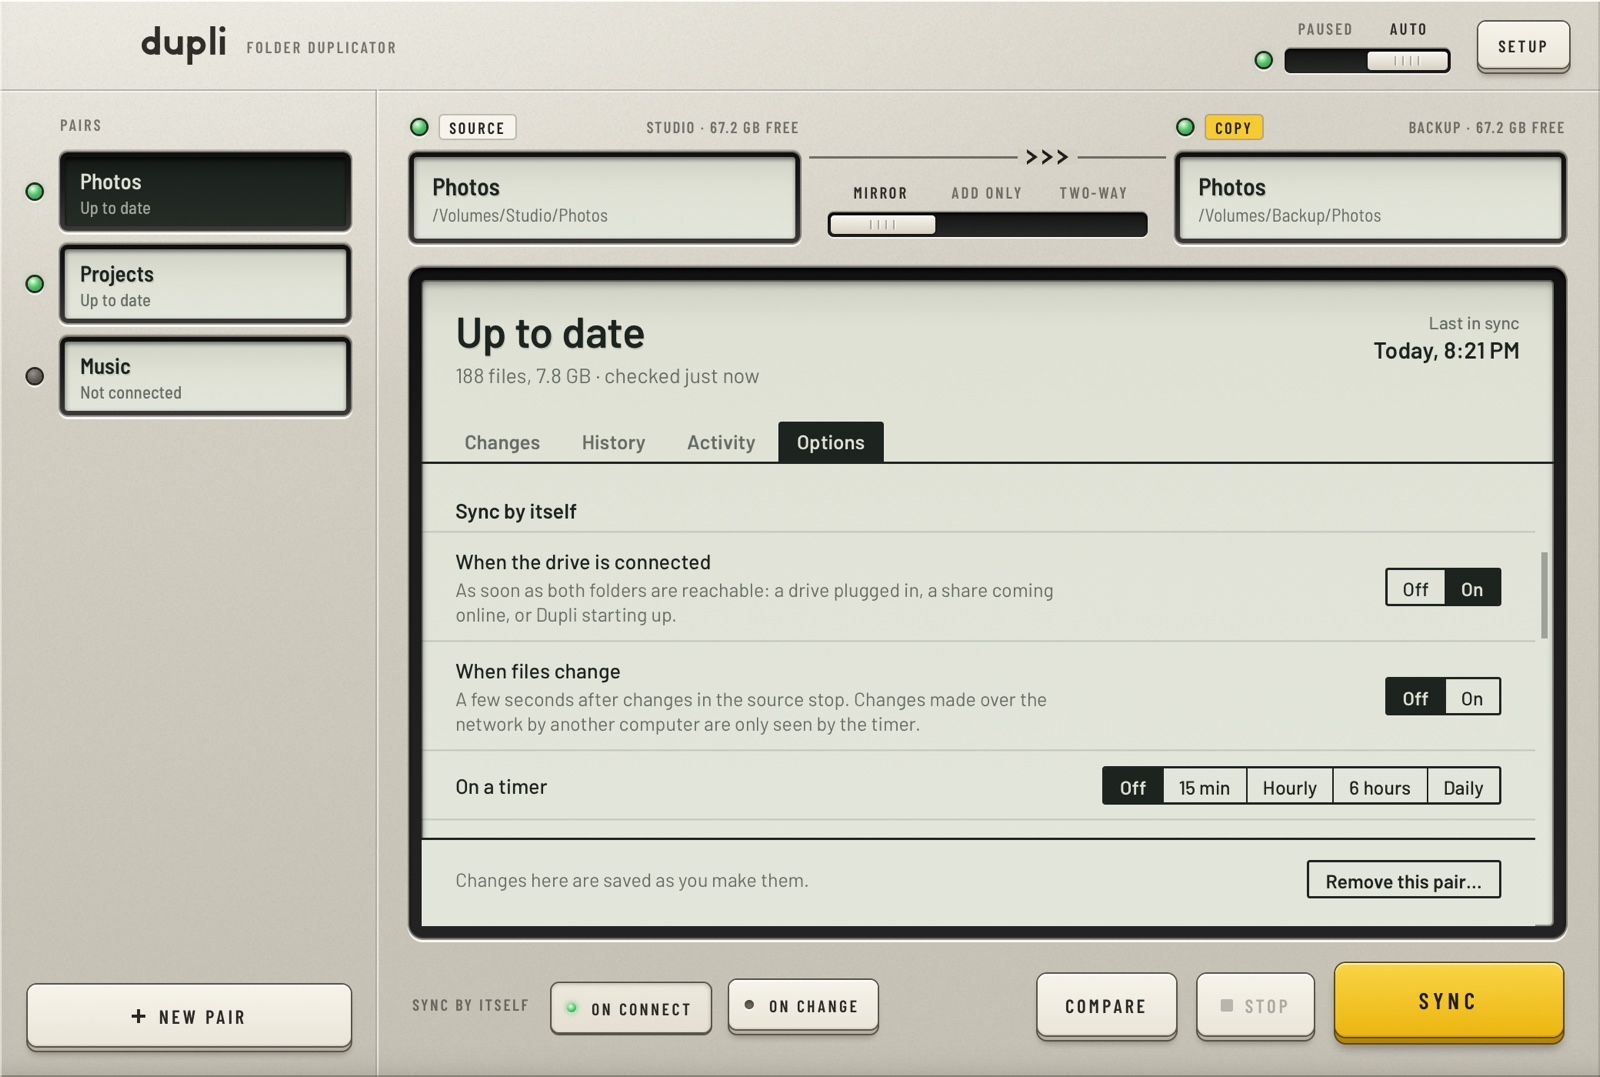 dupli FOLDER DUPLICATOR
PAUSED AUTO
SETUP
PAIRS
Photos
Up to date
Projects
Up to date
Music
Not connected
+ NEW PAIR
SOURCE
STUDIO · 67.2 GB FREE
Photos
/Volumes/Studio/Photos
>>>
MIRROR ADD ONLY TWO-WAY
COPY
BACKUP · 67.2 GB FREE
Photos
/Volumes/Backup/Photos
Up to date
188 files, 7.8 GB · checked just now
Last in sync
Today, 8:21 PM
Changes History Activity Options
Sync by itself
When the drive is connected
As soon as both folders are reachable: a drive plugged in, a share coming
online, or Dupli starting up.
Off On
When files change
A few seconds after changes in the source stop. Changes made over the
network by another computer are only seen by the timer.
Off On
On a timer
Off 15 min Hourly 6 hours Daily
Changes here are saved as you make them.
Remove this pair...
SYNC BY ITSELF
ON CONNECT
ON CHANGE
COMPARE
STOP
SYNC